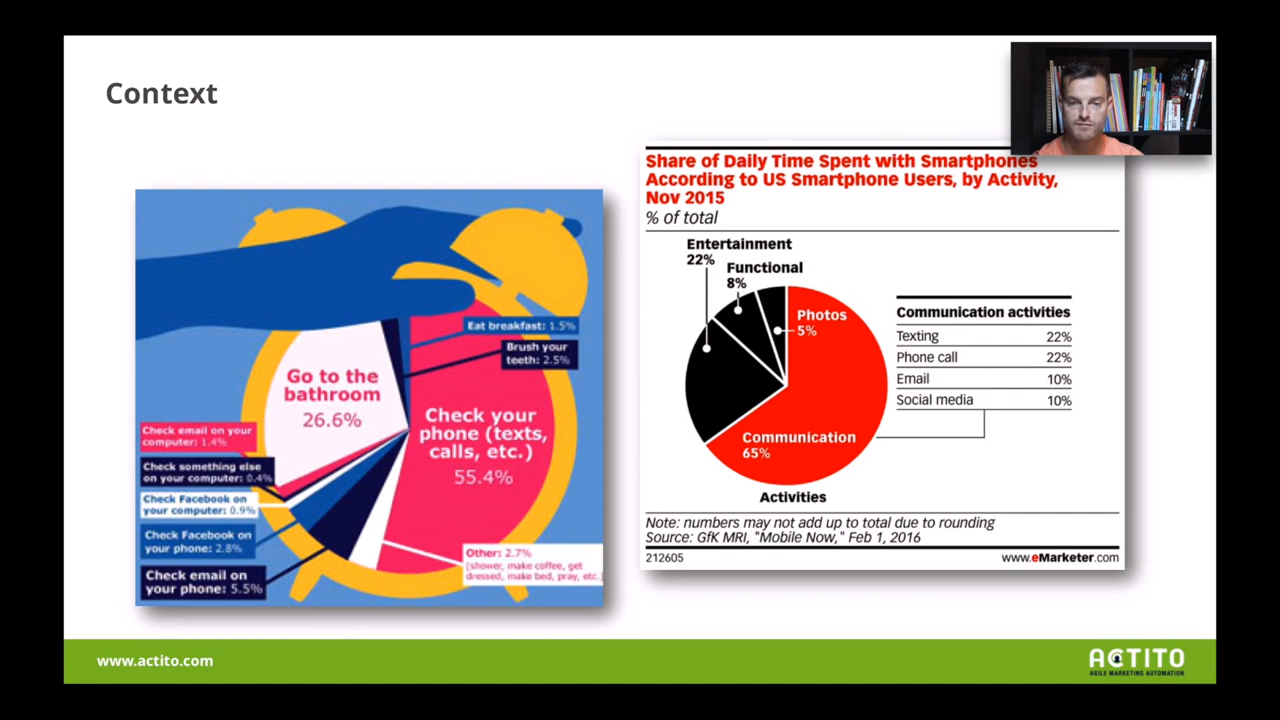 Context
Eat breakfast: 1.5%
Brush your
teeth: 2.5%
Go to the
bathroom
26.6%
Check your
phone (texts,
calls, etc.)
55.4%
Check email on your
computer: 1.4%
Check something else
on your computer: 0.4%
Check Facebook on
your computer: 0.9%
Check Facebook on
your phone: 2.8%
Check email on
your phone: 5.5%
Other: 2.7%
(shower, make coffee, get
dressed, make bed, pray, etc.)
Share of Daily Time Spent with Smartphones
According to US Smartphone Users, by Activity,
Nov 2015
% of total
Entertainment
22%
Functional
8%
Photos
5%
Communication
65%
Activities
Communication activities
Texting 22%
Phone call 22%
Email 10%
Social media 10%
Note: numbers may not add up to total due to rounding
Source: GfK MRI, "Mobile Now," Feb 1, 2016
212605 www.eMarketer.com
www.actito.com
ACTITO
AGILE MARKETING AUTOMATION